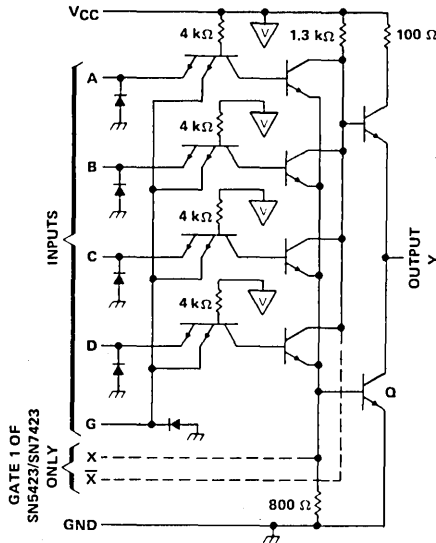 VCC
4 kΩ
V
1.3 kΩ
100 Ω
A
4 kΩ
V
B
4 kΩ
V
C
OUTPUT
Y
INPUTS
4 kΩ
V
D
Q
G
GATE 1 OF
SN5423/SN7423
ONLY
X
X̅
800 Ω
GND